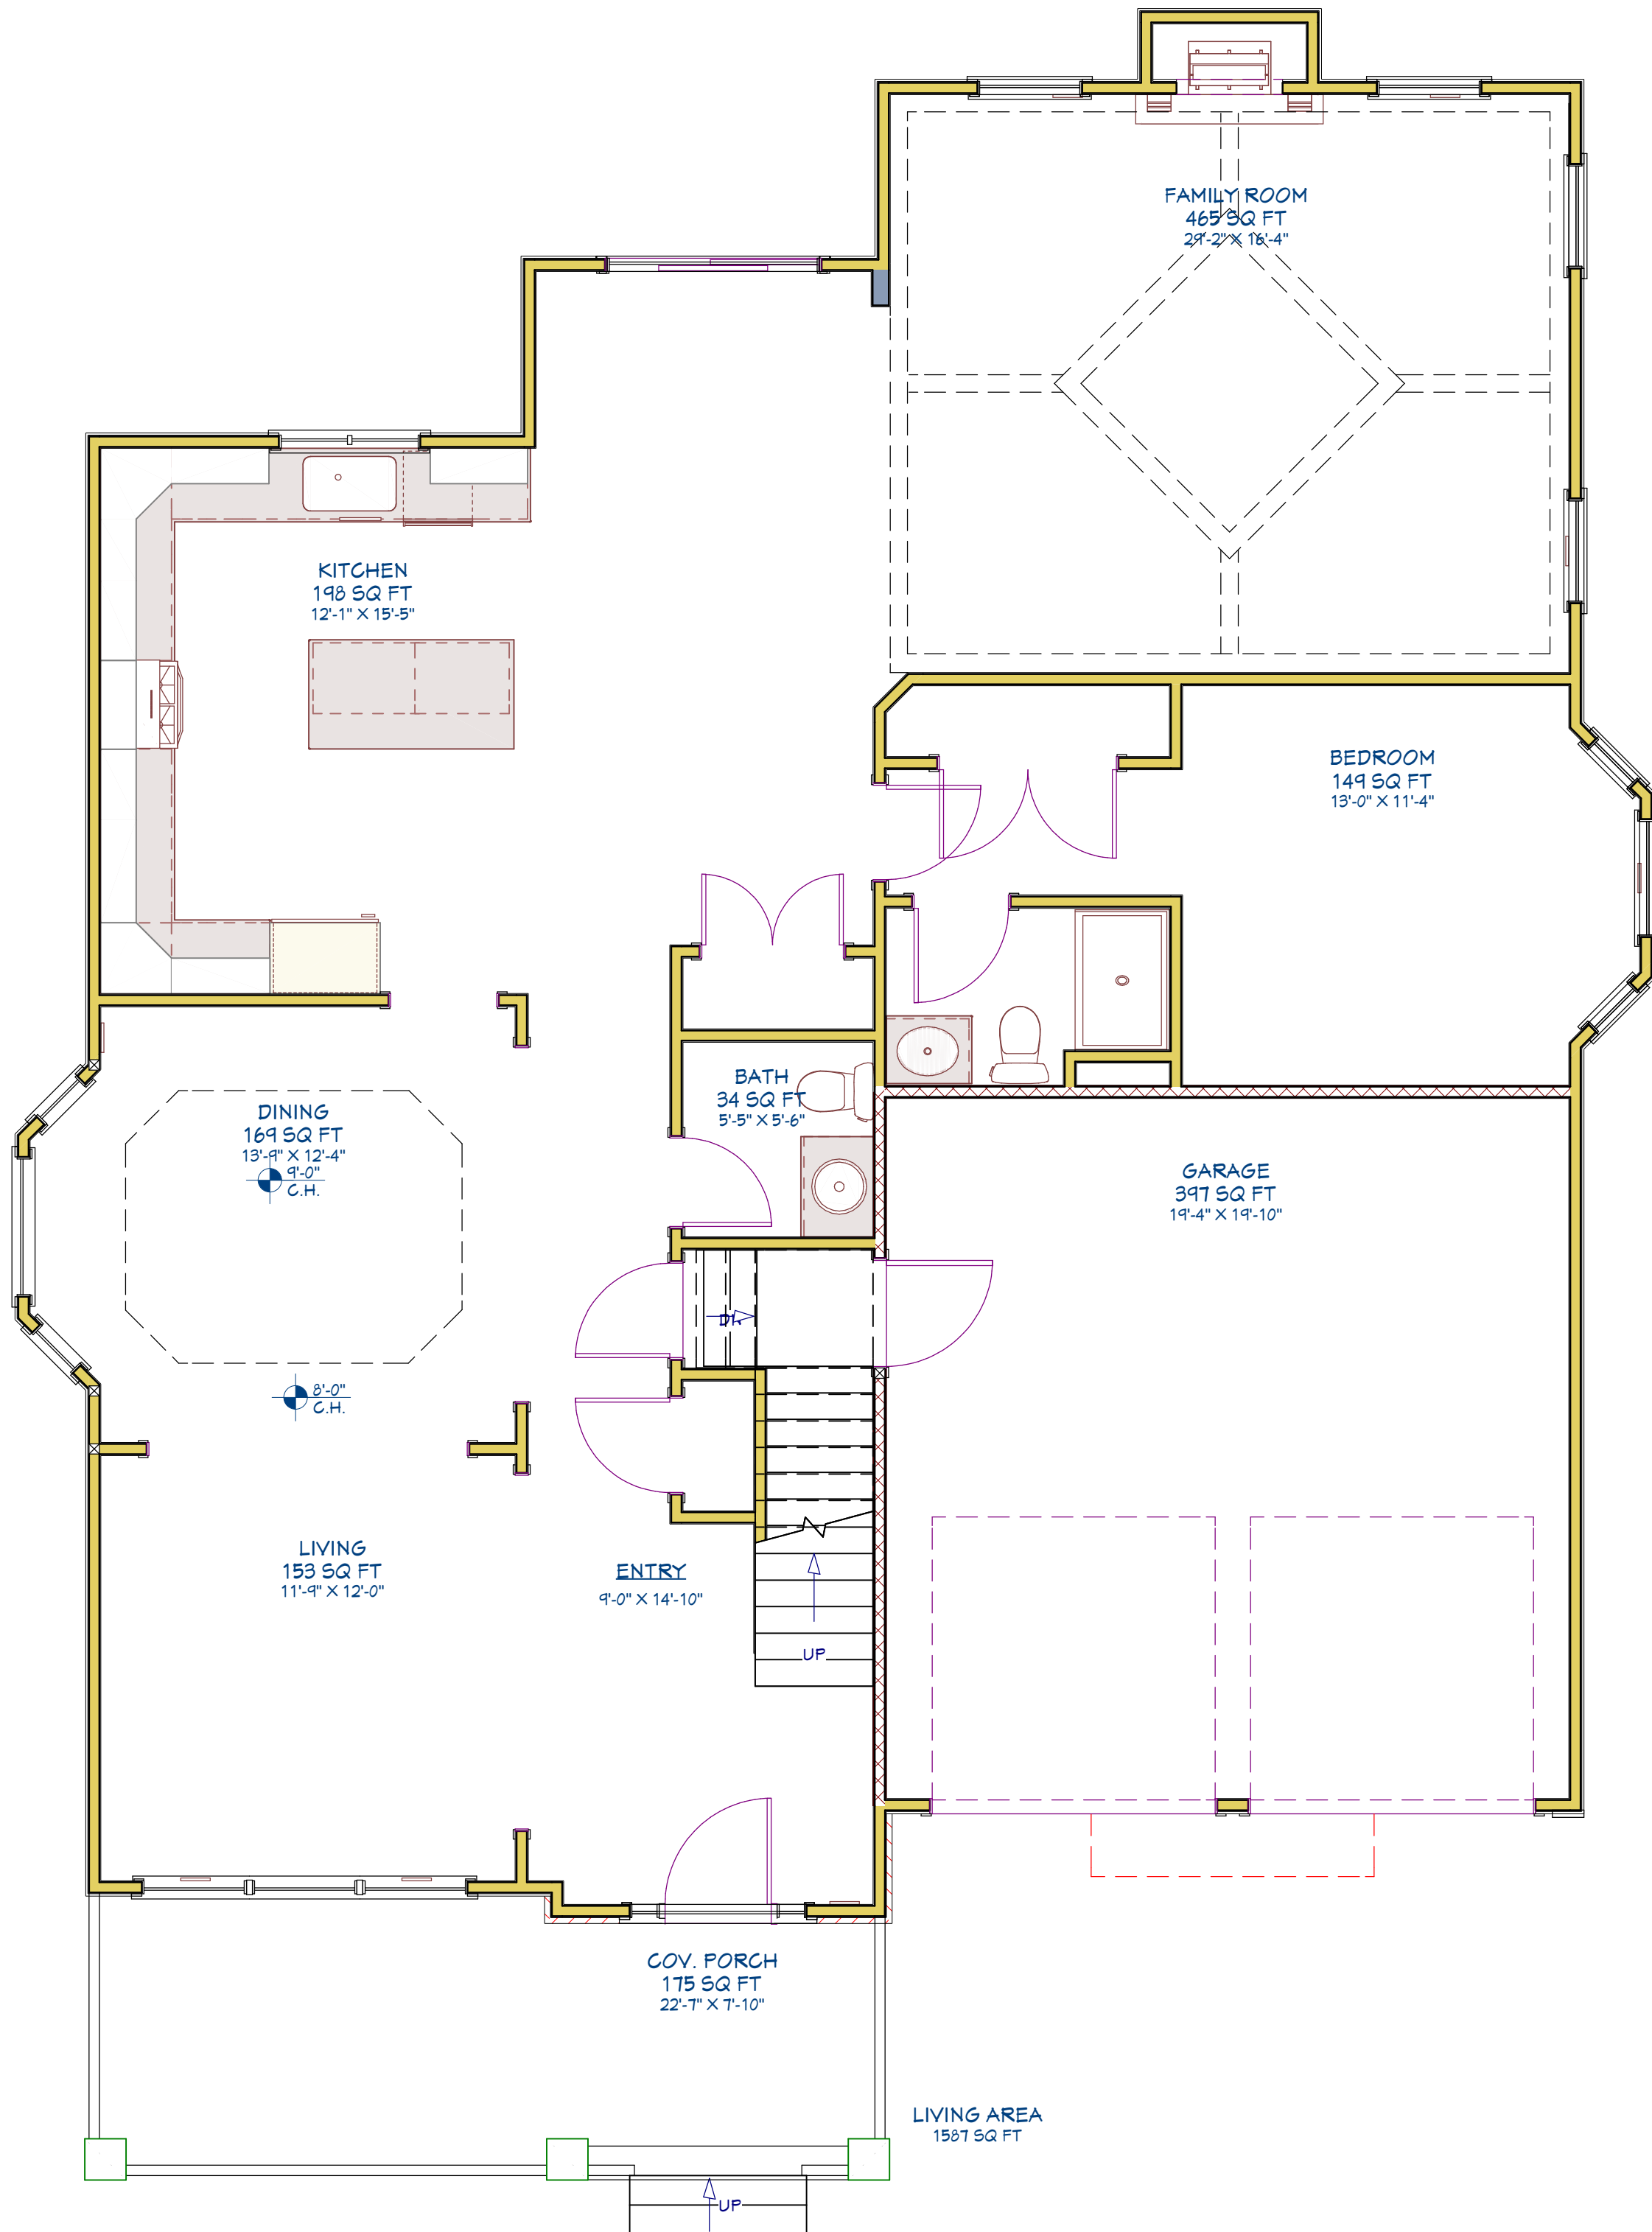 FAMILY ROOM
465 SQ FT
29'-2" X 16'-4"
KITCHEN
198 SQ FT
12'-1" X 15'-5"
BEDROOM
149 SQ FT
13'-0" X 11'-4"
BATH
34 SQ FT
5'-5" X 5'-6"
DINING
169 SQ FT
13'-9" X 12'-4"
9'-0"
C.H.
GARAGE
397 SQ FT
19'-4" X 19'-10"
8'-0"
C.H.
LIVING
153 SQ FT
11'-9" X 12'-0"
ENTRY
9'-0" X 14'-10"
UP
COV. PORCH
175 SQ FT
22'-7" X 7'-10"
LIVING AREA
1587 SQ FT
UP